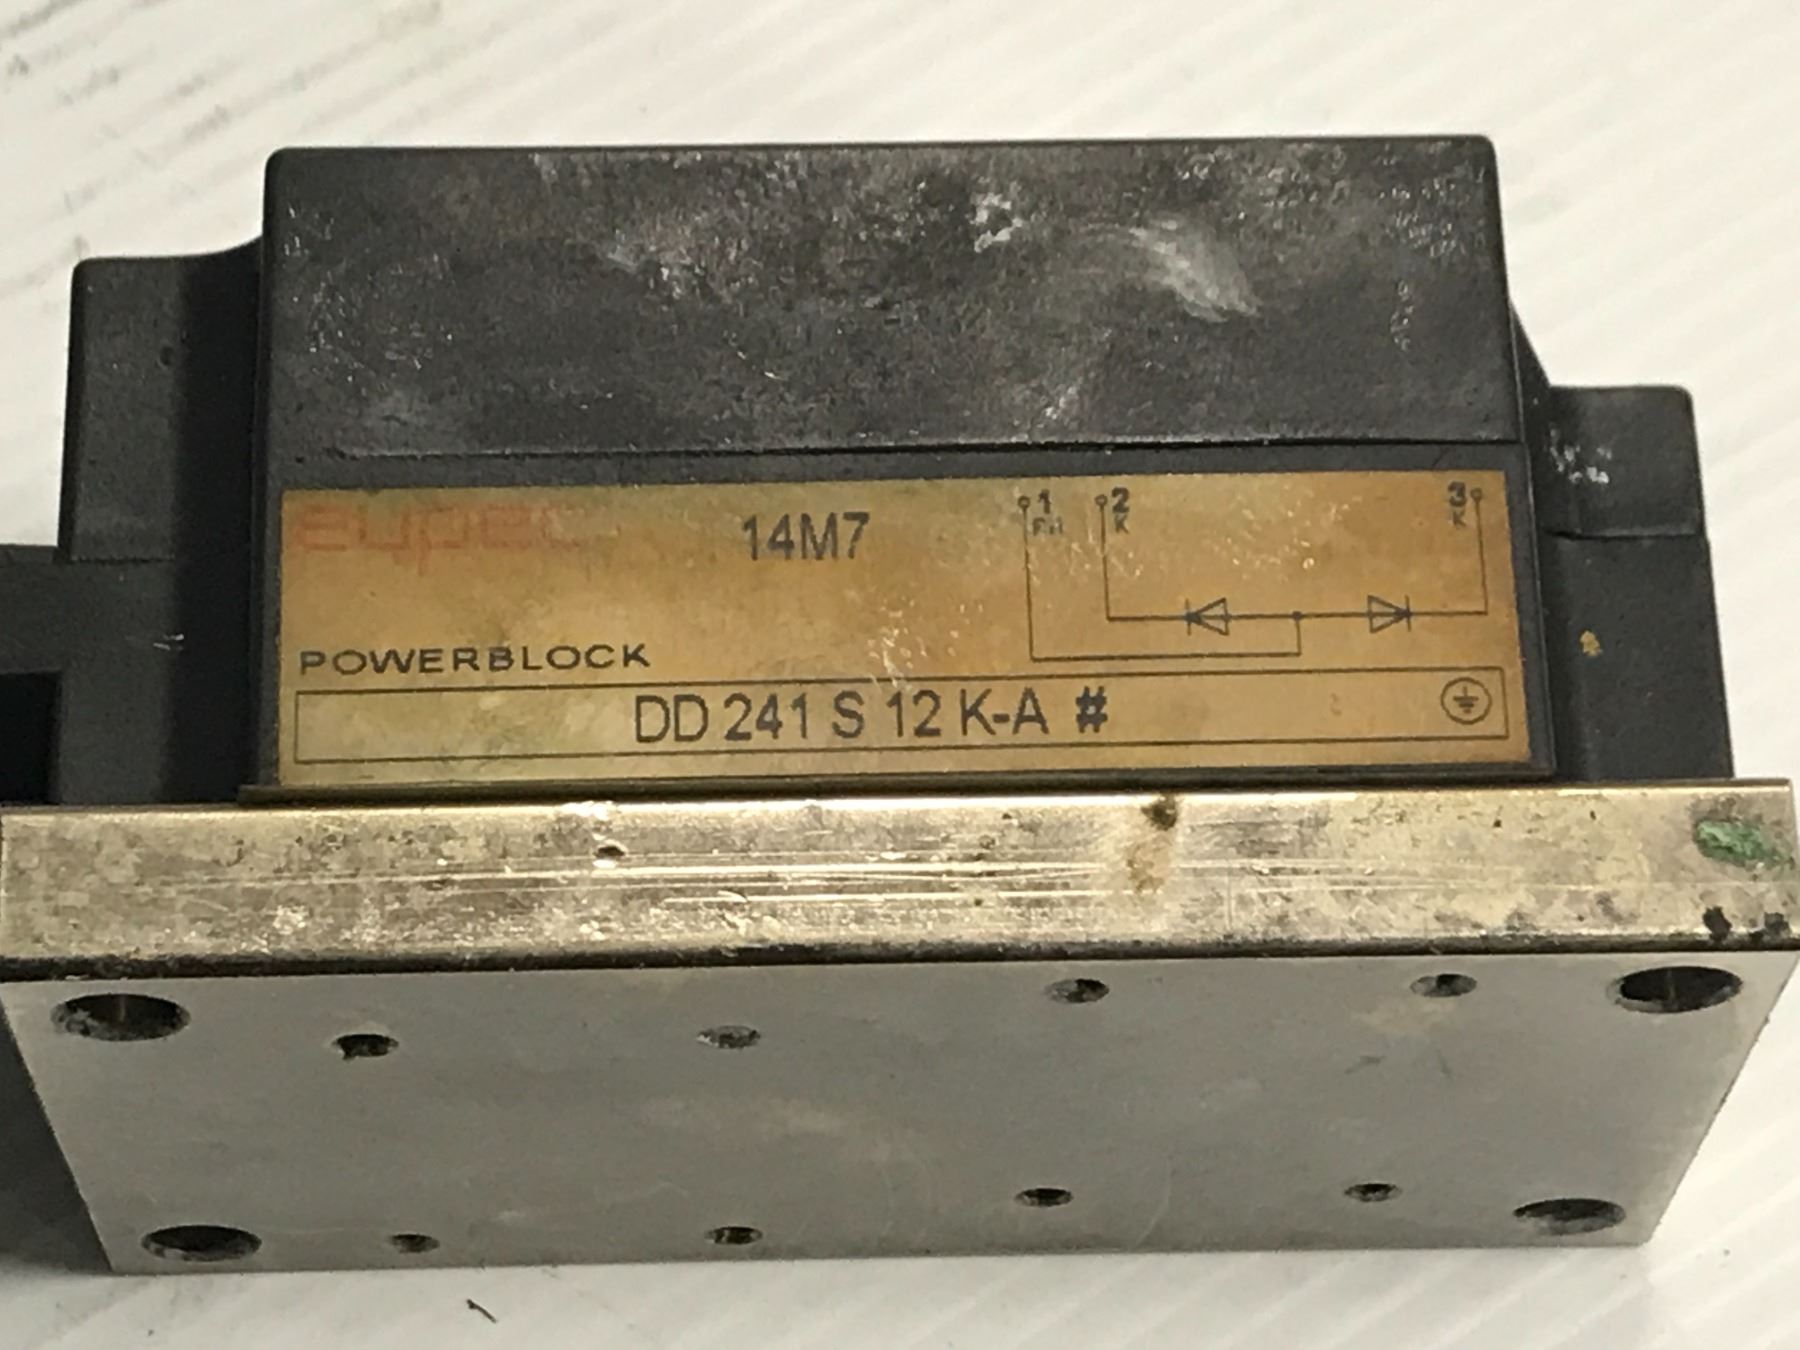 eupec
14M7
1 2 3
K K
POWERBLOCK
DD 241 S 12 K-A #